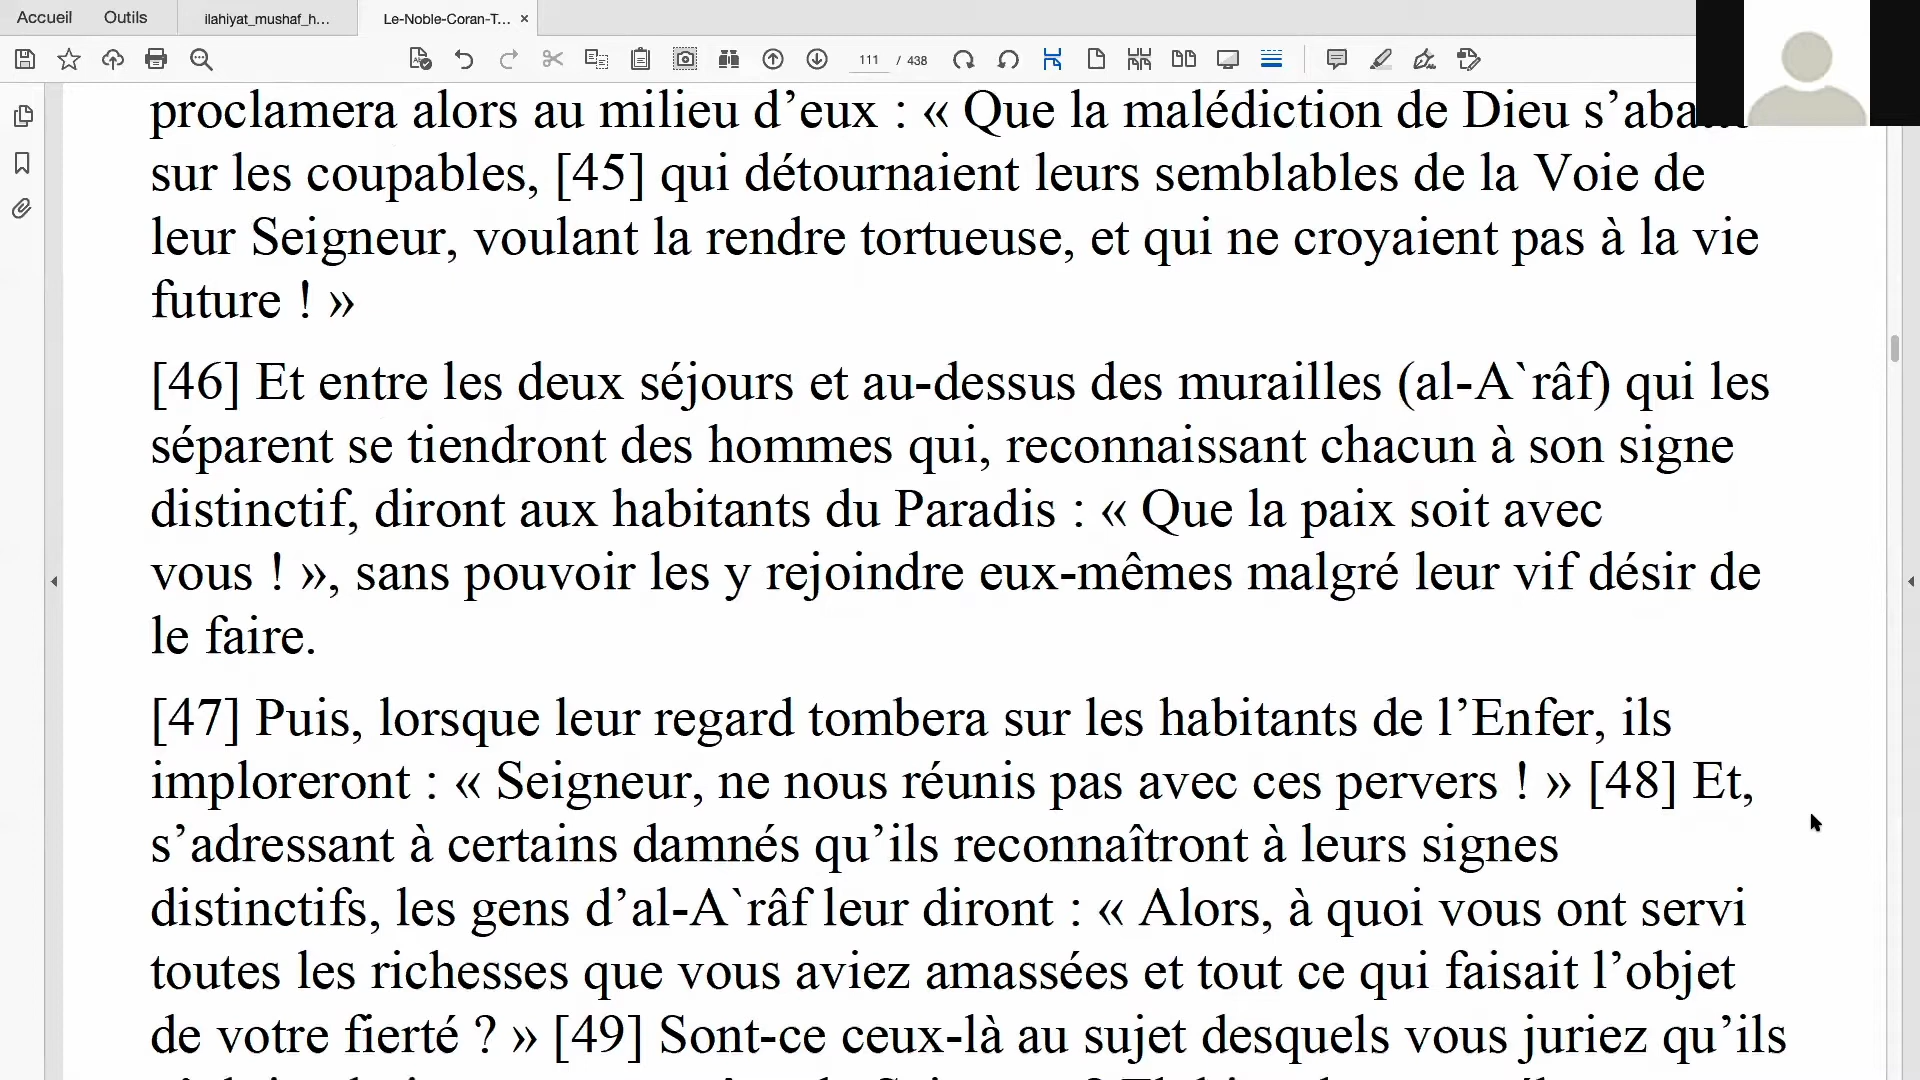 Accueil Outils ilahiyat_mushaf_h... Le-Noble-Coran-T... ×
111 / 438
proclamera alors au milieu d’eux : « Que la malédiction de Dieu
sur les coupables, [45] qui détournaient leurs semblables de la Voie de
leur Seigneur, voulant la rendre tortueuse, et qui ne croyaient pas à la vie
future ! »
[46] Et entre les deux séjours et au-dessus des murailles (al-A`râf) qui les
séparent se tiendront des hommes qui, reconnaissant chacun à son signe
distinctif, diront aux habitants du Paradis : « Que la paix soit avec
vous ! », sans pouvoir les y rejoindre eux-mêmes malgré leur vif désir de
le faire.
[47] Puis, lorsque leur regard tombera sur les habitants de l’Enfer, ils
imploreront : « Seigneur, ne nous réunis pas avec ces pervers ! » [48] Et,
s’adressant à certains damnés qu’ils reconnaîtront à leurs signes
distinctifs, les gens d’al-A`râf leur diront : « Alors, à quoi vous ont servi
toutes les richesses que vous aviez amassées et tout ce qui faisait l’objet
de votre fierté ? » [49] Sont-ce ceux-là au sujet desquels vous juriez qu’ils